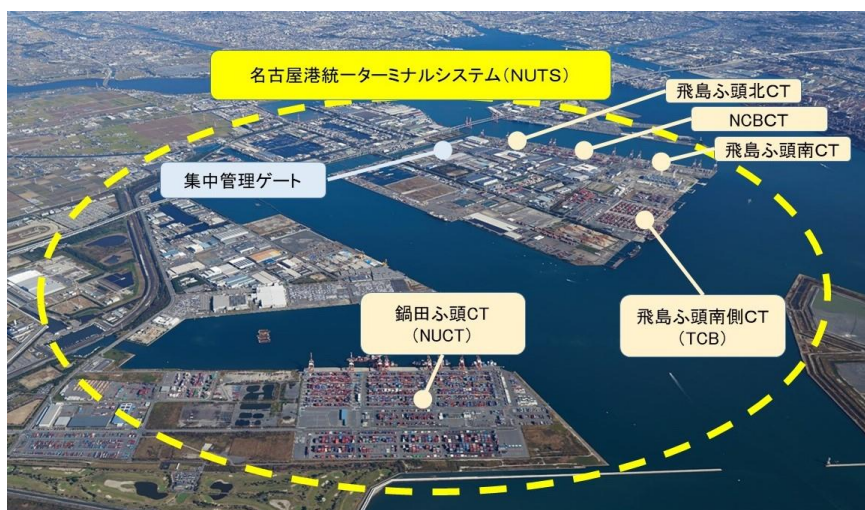 名古屋港統一ターミナルシステム(NUTS)
飛島ふ頭北CT
NCBCT
飛島ふ頭南CT
集中管理ゲート
鍋田ふ頭CT
(NUCT)
飛島ふ頭南側CT
(TCB)